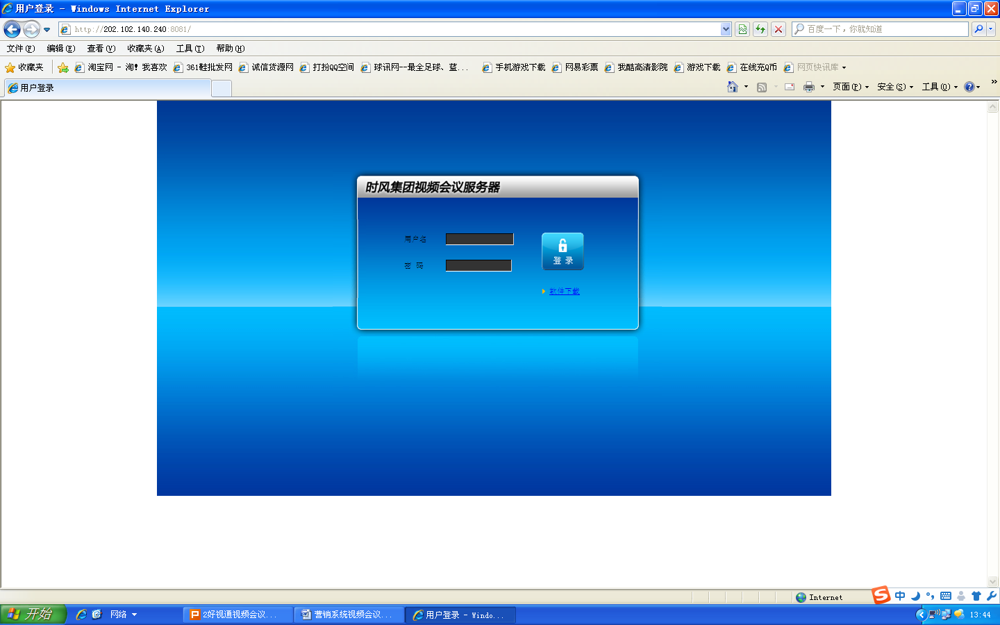 用户登录 - Windows Internet Explorer
http://202.102.140.240:8081/
百度一下，你就知道
文件(F) 编辑(E) 查看(V) 收藏夹(A) 工具(T) 帮助(H)
收藏夹 淘宝网 - 淘！我喜欢 361鞋批发网 诚信货源网 打扮QQ空间 球讯网--最全足球、蓝... 手机游戏下载 网易彩票 我酷高清影院 游戏下载 在线充Q币 网页快讯库
用户登录
页面(P) 安全(S) 工具(O)
时风集团视频会议服务器
用户名
密 码
登 录
软件下载
Internet
中
开始 网络 2好视通视频会议... 营销系统视频会议... 用户登录 - Windo... 13:44